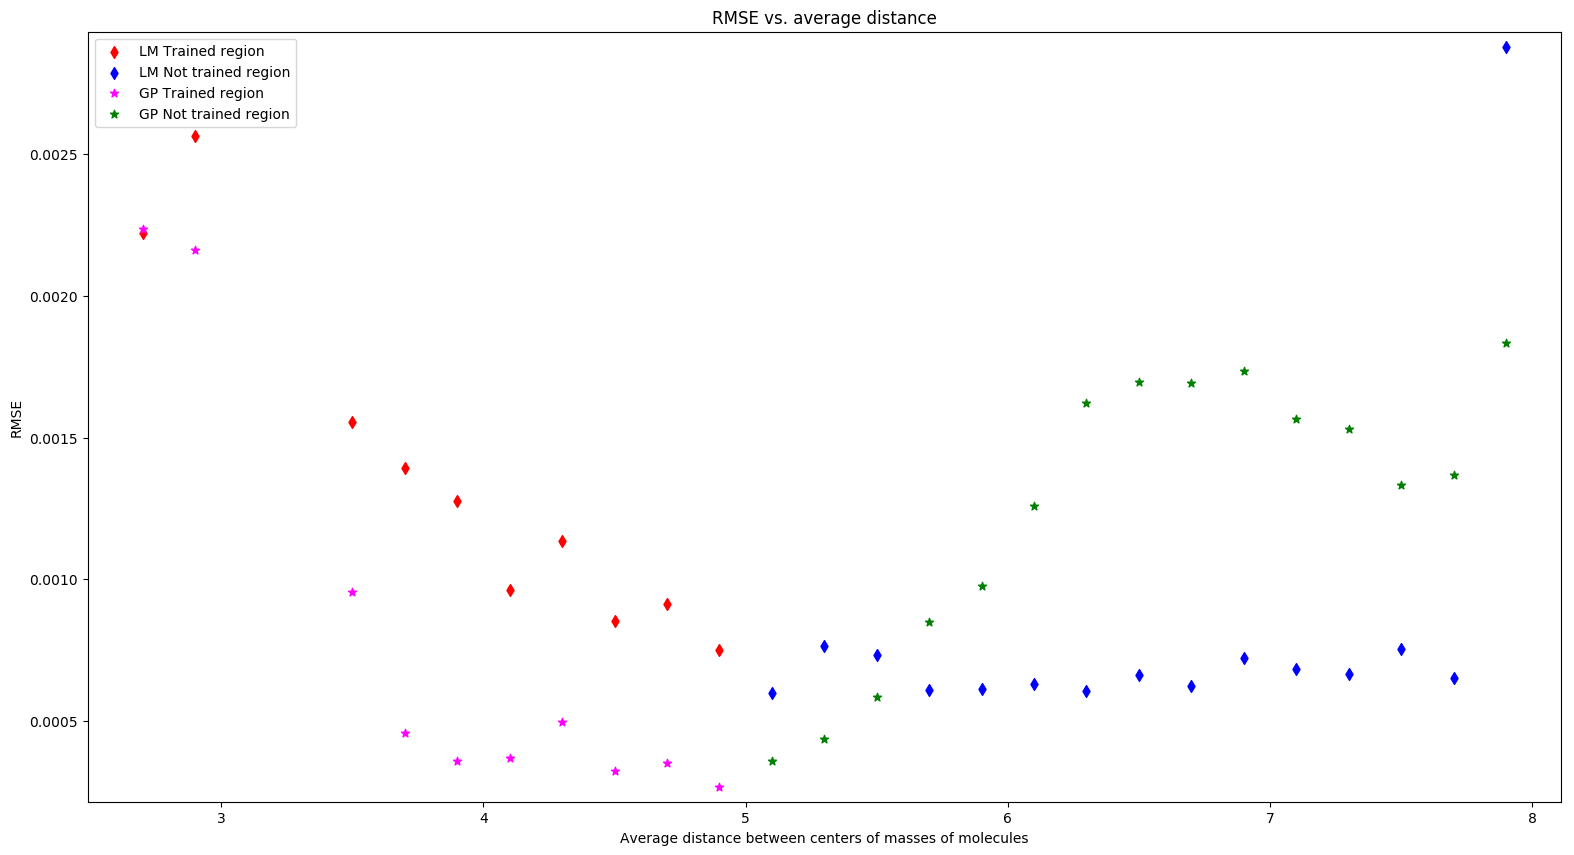 RMSE vs. average distance
LM Trained region
LM Not trained region
GP Trained region
GP Not trained region
0.0025
0.0020
0.0015
0.0010
0.0005
RMSE
3 4 5 6 7 8
Average distance between centers of masses of molecules